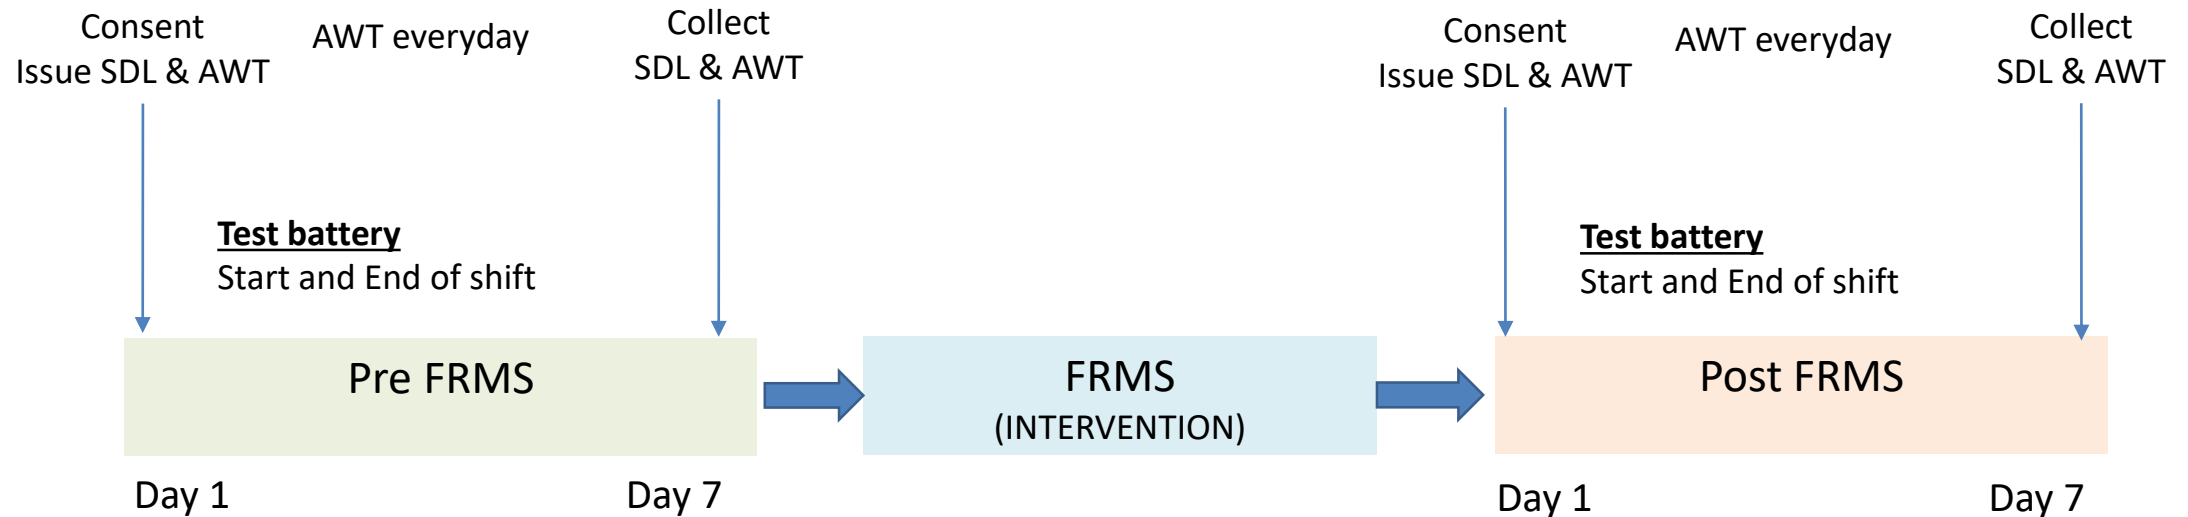 Consent
Issue SDL & AWT
AWT everyday
Collect
SDL & AWT
Test battery
Start and End of shift
Pre FRMS
Day 1
Day 7
FRMS
(INTERVENTION)
Consent
Issue SDL & AWT
AWT everyday
Collect
SDL & AWT
Test battery
Start and End of shift
Post FRMS
Day 1
Day 7